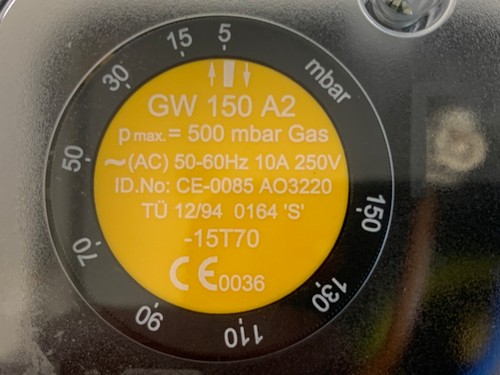 5
15
30
50
70
90
110
130
150
mbar
GW 150 A2
p max. = 500 mbar Gas
~(AC) 50-60Hz 10A 250V
ID.No: CE-0085 AO3220
TÜ 12/94 0164 'S'
-15T70
CE0036